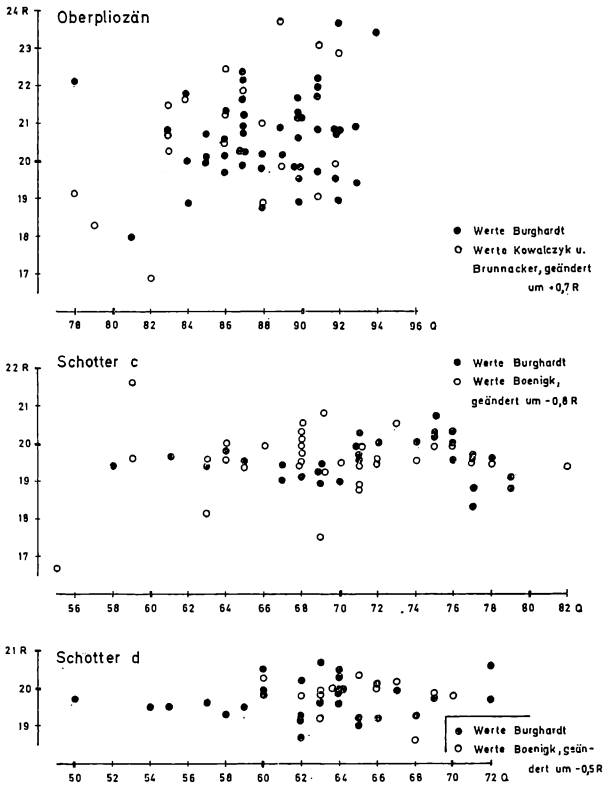 24 R
Oberpliozän
23
22
21
20
19
18
17
● Werte Burghardt
○ Werte Kowalczyk u.
Brunnacker, geändert
um +0,7 R
78 80 82 84 86 88 90 92 94 96 Q
22 R
Schotter c
21
20
19
18
17
● Werte Burghardt
○ Werte Boenigk,
geändert um -0,8 R
56 58 60 62 64 66 68 70 72 74 76 78 80 82 Q
21 R
Schotter d
20
19
● Werte Burghardt
○ Werte Boenigk, geän-
dert um -0,5R
50 52 54 56 58 60 62 64 66 68 70 72 Q